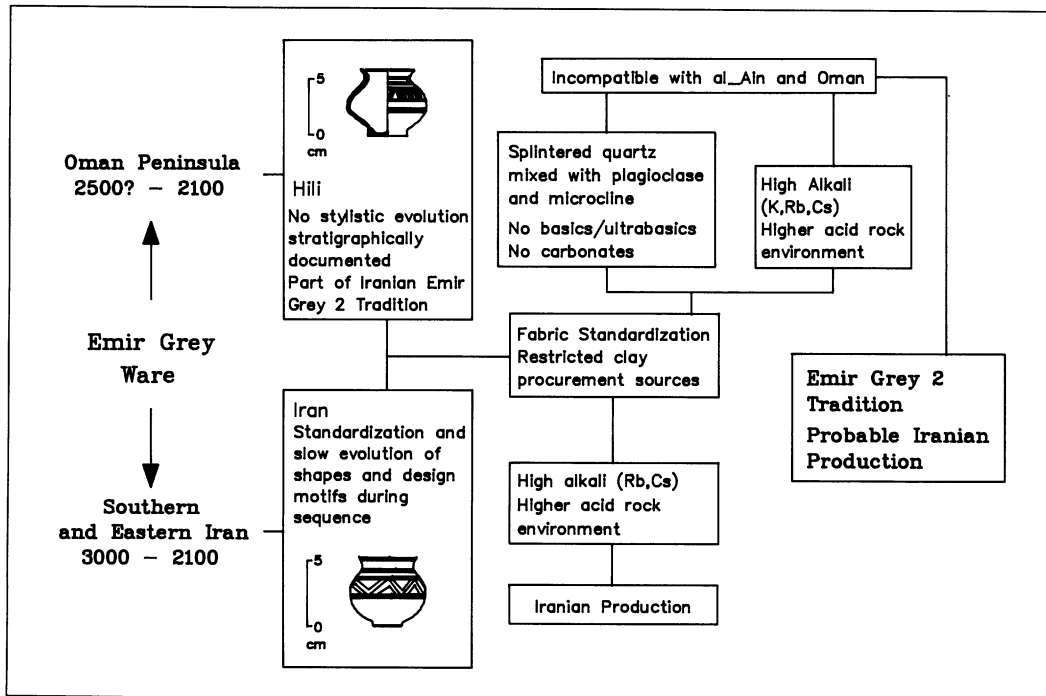 Oman Peninsula
2500? – 2100
Emir Grey
Ware
Southern
and Eastern Iran
3000 – 2100
5
0
cm
Hili
No stylistic evolution
stratigraphically
documented
Part of Iranian Emir
Grey 2 Tradition
Iran
Standardization and
slow evolution of
shapes and design
motifs during
sequence
5
0
cm
Incompatible with al_Ain and Oman
Splintered quartz
mixed with plagioclase
and microcline
No basics/ultrabasics
No carbonates
High Alkali
(K,Rb,Cs)
Higher acid rock
environment
Fabric Standardization
Restricted clay
procurement sources
High alkali (Rb,Cs)
Higher acid rock
environment
Iranian Production
Emir Grey 2
Tradition
Probable Iranian
Production